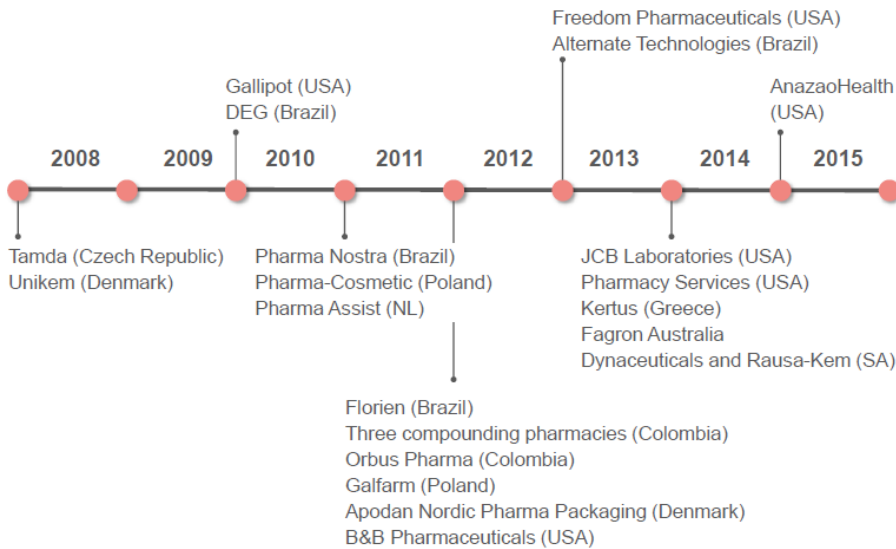 Freedom Pharmaceuticals (USA)
Alternate Technologies (Brazil)
Gallipot (USA)
DEG (Brazil)
AnazaoHealth
(USA)
2008 2009 2010 2011 2012 2013 2014 2015
Tamda (Czech Republic)
Unikem (Denmark)
Pharma Nostra (Brazil)
Pharma-Cosmetic (Poland)
Pharma Assist (NL)
JCB Laboratories (USA)
Pharmacy Services (USA)
Kertus (Greece)
Fagron Australia
Dynaceuticals and Rausa-Kem (SA)
Florien (Brazil)
Three compounding pharmacies (Colombia)
Orbus Pharma (Colombia)
Galfarm (Poland)
Apodan Nordic Pharma Packaging (Denmark)
B&B Pharmaceuticals (USA)